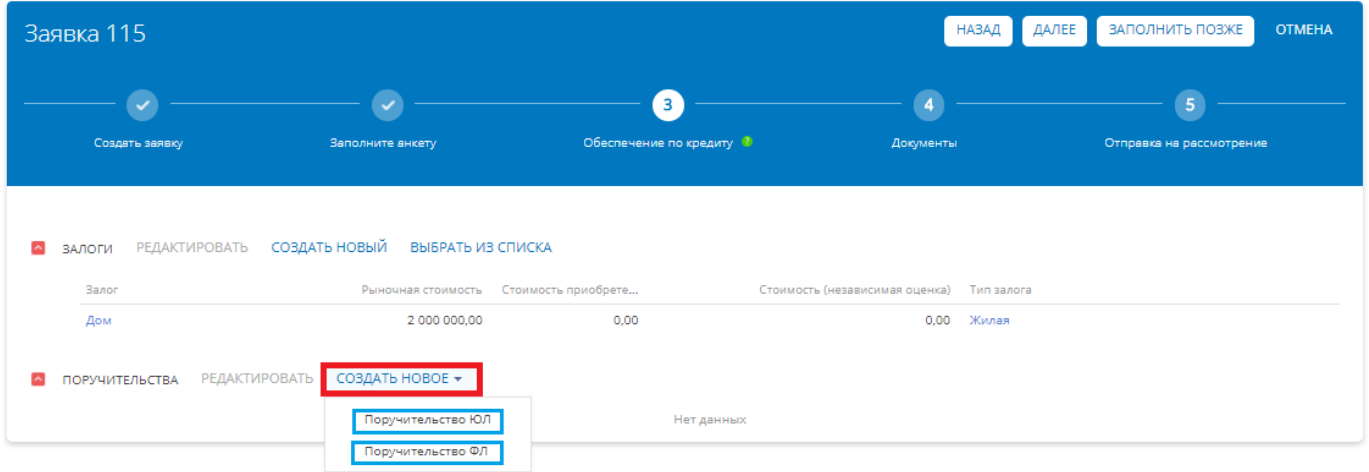 Заявка 115 НАЗАД ДАЛЕЕ ЗАПОЛНИТЬ ПОЗЖЕ ОТМЕНА
3 4 5
Создать заявку Заполните анкету Обеспечение по кредиту ? Документы Отправка на рассмотрение
ЗАЛОГИ РЕДАКТИРОВАТЬ СОЗДАТЬ НОВЫЙ ВЫБРАТЬ ИЗ СПИСКА
Залог Рыночная стоимость Стоимость приобрете... Стоимость (независимая оценка) Тип залога
Дом 2 000 000,00 0,00 0,00 Жилая
ПОРУЧИТЕЛЬСТВА РЕДАКТИРОВАТЬ СОЗДАТЬ НОВОЕ
Поручительство ЮЛ Нет данных
Поручительство ФЛ